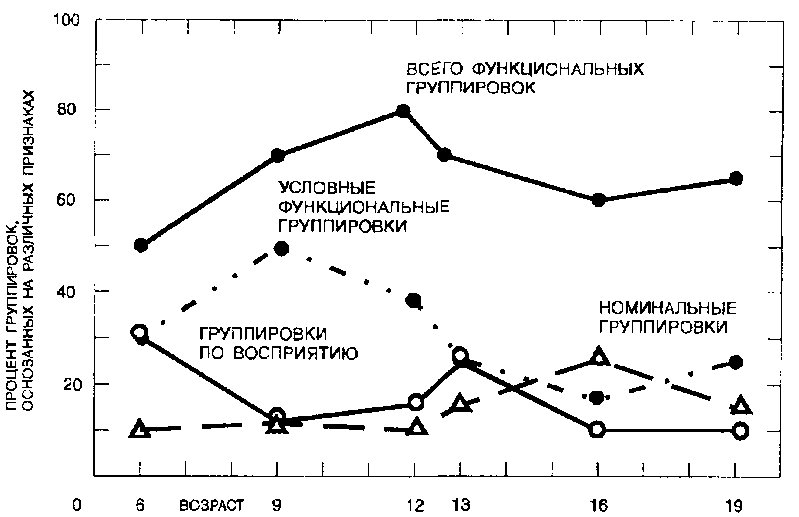 100
ВСЕГО ФУНКЦИОНАЛЬНЫХ
ГРУППИРОВОК
80
60
УСЛОВНЫЕ
ФУНКЦИОНАЛЬНЫЕ
ГРУППИРОВКИ
40
НОМИНАЛЬНЫЕ
ГРУППИРОВКИ
ГРУППИРОВКИ
ПО ВОСПРИЯТИЮ
20
ПРОЦЕНТ ГРУППИРОВОК,
ОСНОВАННЫХ НА РАЗЛИЧНЫХ ПРИЗНАКАХ
0 6 ВОЗРАСТ 9 12 13 16 19